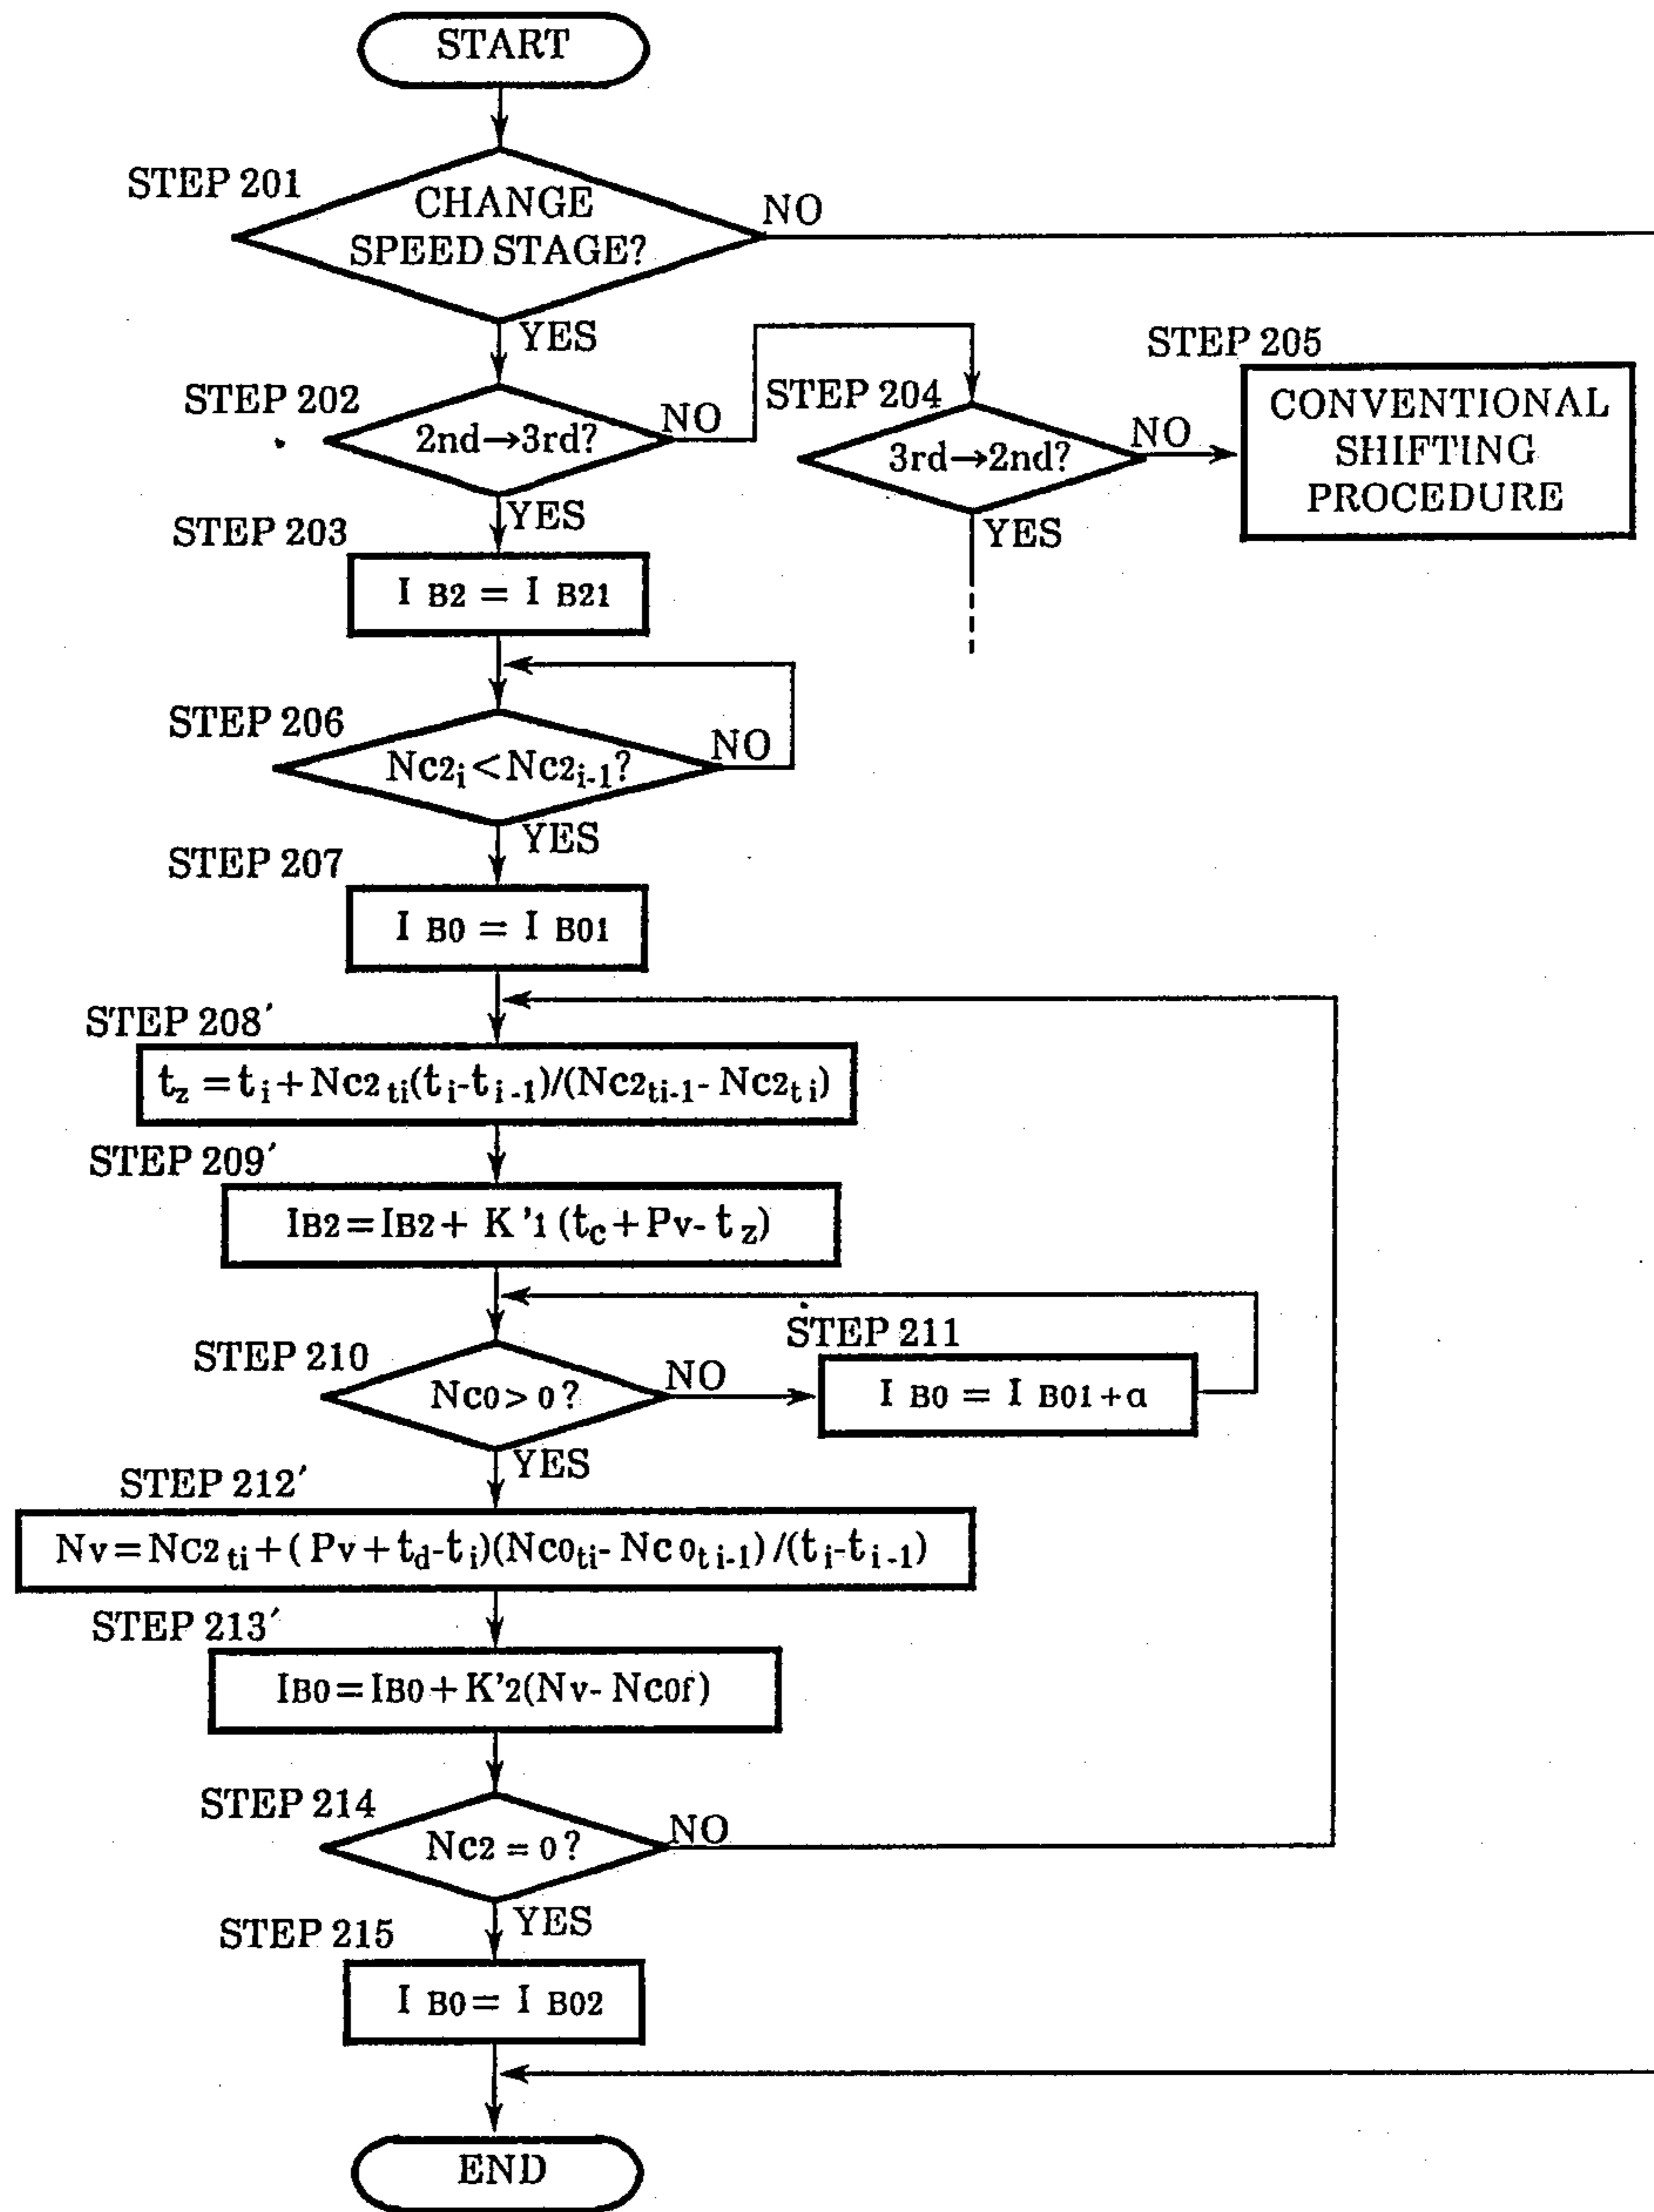 START
STEP 201
CHANGE
SPEED STAGE?
NO
YES
STEP 202
2nd→3rd?
NO
STEP 204
3rd→2nd?
NO
STEP 205
CONVENTIONAL
SHIFTING
PROCEDURE
YES
YES
STEP 203
I B2 = I B21
STEP 206
Nc2i < Nc2i-1?
NO
YES
STEP 207
I B0 = I B01
STEP 208'
tz = ti + Nc2ti(ti-ti-1)/(Nc2ti-1- Nc2ti)
STEP 209'
IB2 = IB2 + K'1 (tc + Pv- tz)
STEP 210
Nc0 > 0 ?
NO
STEP 211
I B0 = I B01 + α
YES
STEP 212'
Nv = Nc2ti + ( Pv + td-ti)(Nc0ti- Nc0ti-1) /(ti-ti-1)
STEP 213'
IB0 = IB0 + K'2(Nv- Nc0f)
STEP 214
Nc2 = 0 ?
NO
YES
STEP 215
I B0 = I B02
END